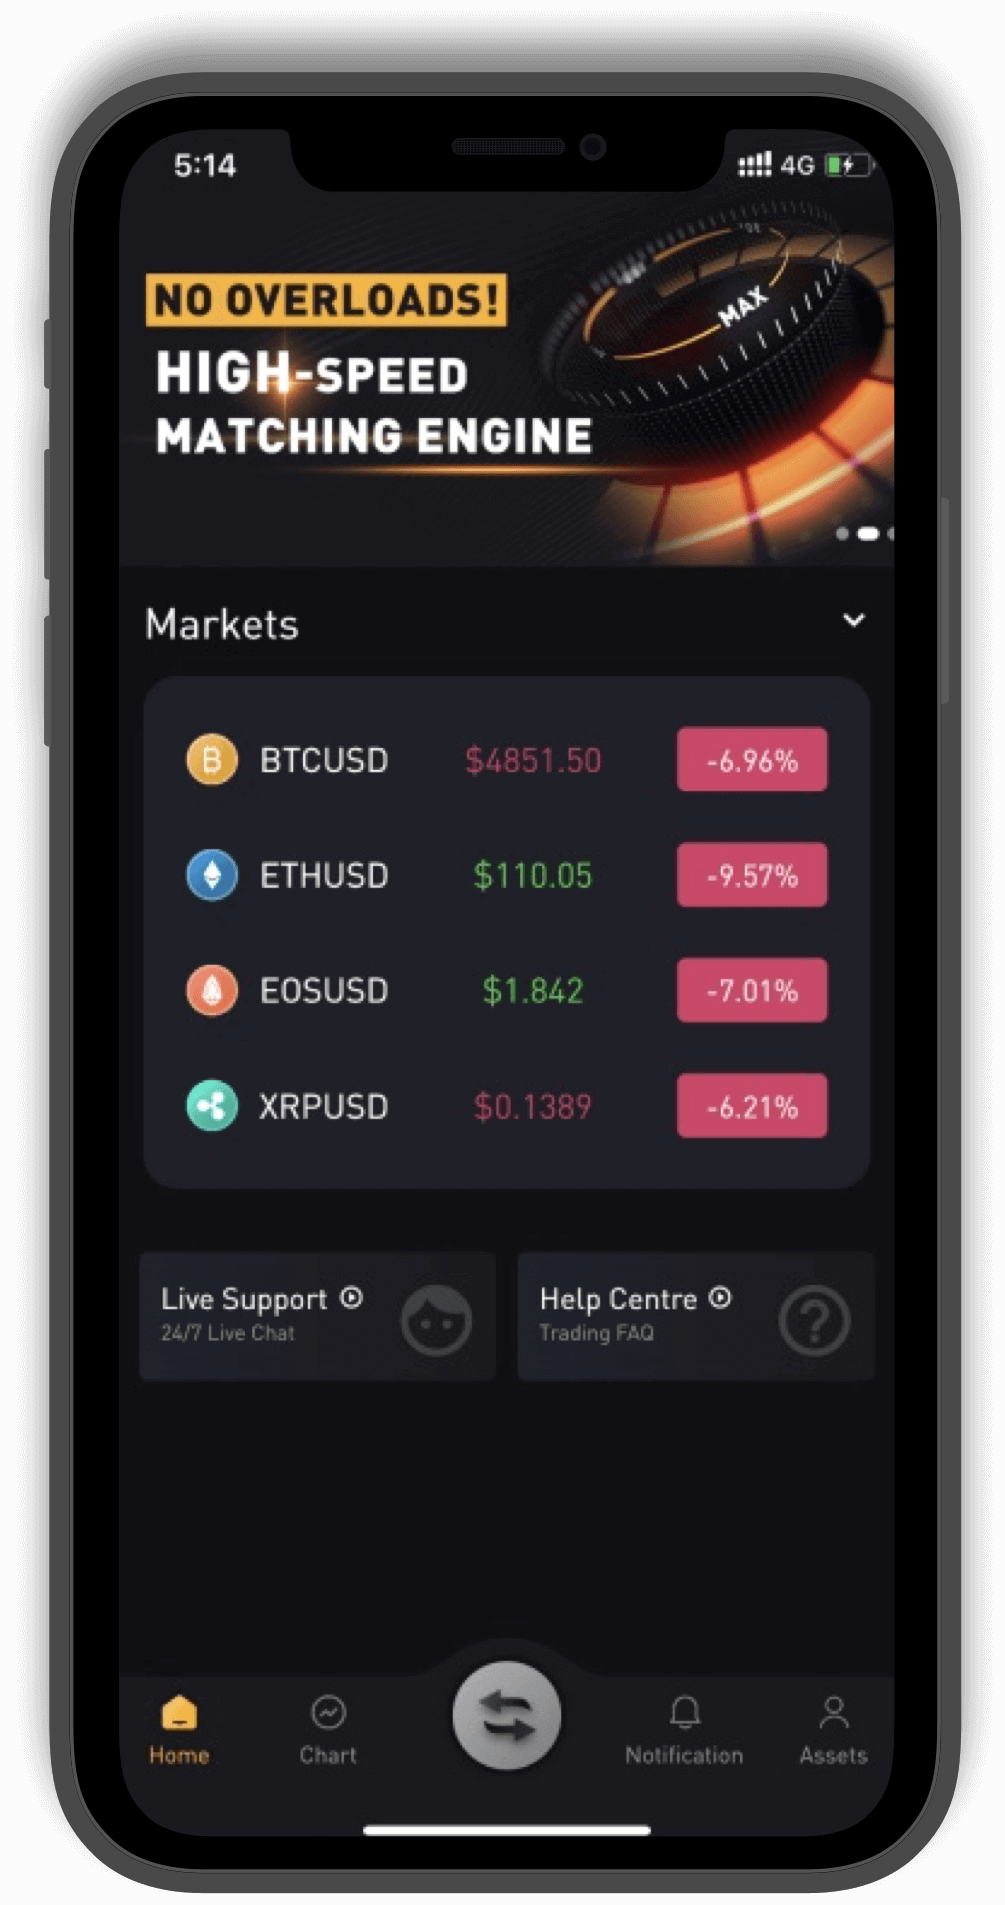 5:14
4G
NO OVERLOADS!
HIGH-SPEED
MATCHING ENGINE
MAX
Markets
BTCUSD $4851.50 -6.96%
ETHUSD $110.05 -9.57%
EOSUSD $1.842 -7.01%
XRPUSD $0.1389 -6.21%
Live Support
24/7 Live Chat
Help Centre
Trading FAQ
Home
Chart
Notification
Assets